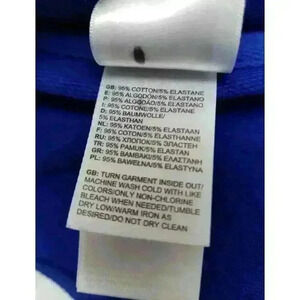 GB: 95% COTTON/5% ELASTANE
E: 95% ALGODÓN/5% ELASTANO
P: 95% ALGODÃO/5% ELASTANO
I: 95% COTONE/5% ELASTAN
D: 95% BAUMWOLLE/
5% ELASTHAN
NL: 95% KATOEN/5% ELASTAAN
F: 95% COTON/5% ELASTHANNE
RU: 95% ХЛОПОК/5% ЭЛАСТЕН
TR: 95% PAMUK/5% ELASTAN
GR: 95% ΒΑΜΒΑΚΙ/5% ΕΛΑΣΤΑΝΗ
PL: 95% BAWEŁNA/5% ELASTYNA
GB: TURN GARMENT INSIDE OUT/
MACHINE WASH COLD WITH LIKE
COLORS/ONLY NON-CHLORINE
BLEACH WHEN NEEDED/TUMBLE
DRY LOW/WARM IRON AS
DESIRED/DO NOT DRY CLEAN